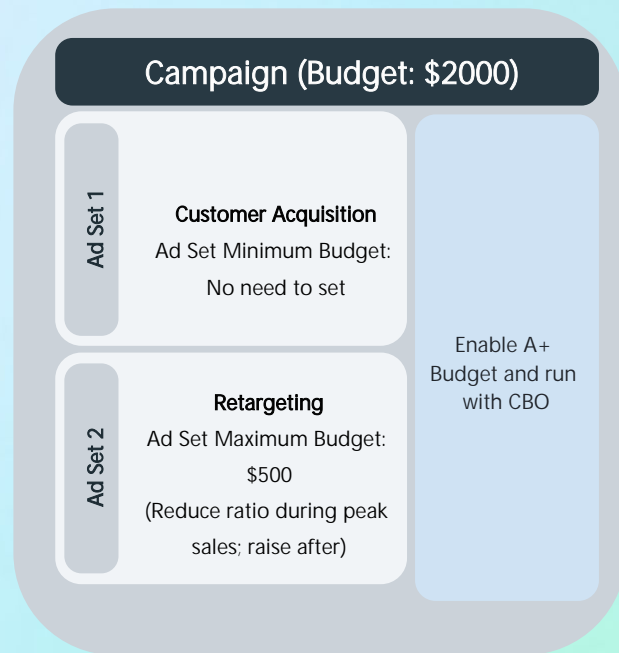 Campaign (Budget: $2000)
Ad Set 1
Customer Acquisition
Ad Set Minimum Budget:
No need to set
Ad Set 2
Retargeting
Ad Set Maximum Budget:
$500
(Reduce ratio during peak
sales; raise after)
Enable A+
Budget and run
with CBO